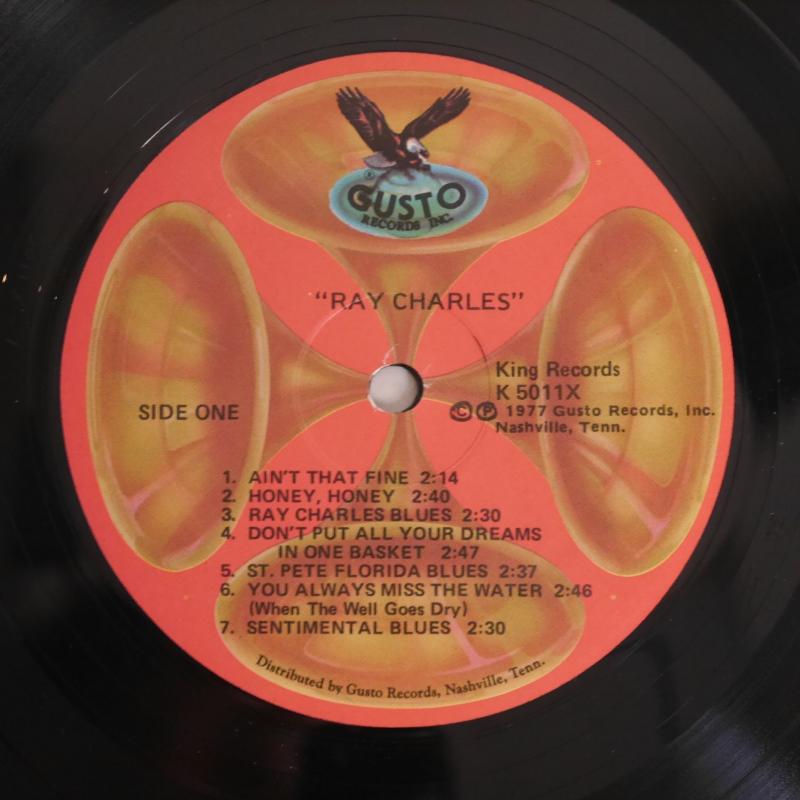 ®
GUSTO
RECORDS INC.
"RAY CHARLES"
King Records
K 5011X
SIDE ONE
© ℗ 1977 Gusto Records, Inc.
Nashville, Tenn.
1. AIN'T THAT FINE 2:14
2. HONEY, HONEY 2:40
3. RAY CHARLES BLUES 2:30
4. DON'T PUT ALL YOUR DREAMS
IN ONE BASKET 2:47
5. ST. PETE FLORIDA BLUES 2:37
6. YOU ALWAYS MISS THE WATER 2:46
(When The Well Goes Dry)
7. SENTIMENTAL BLUES 2:30
Distributed by Gusto Records, Nashville, Tenn.